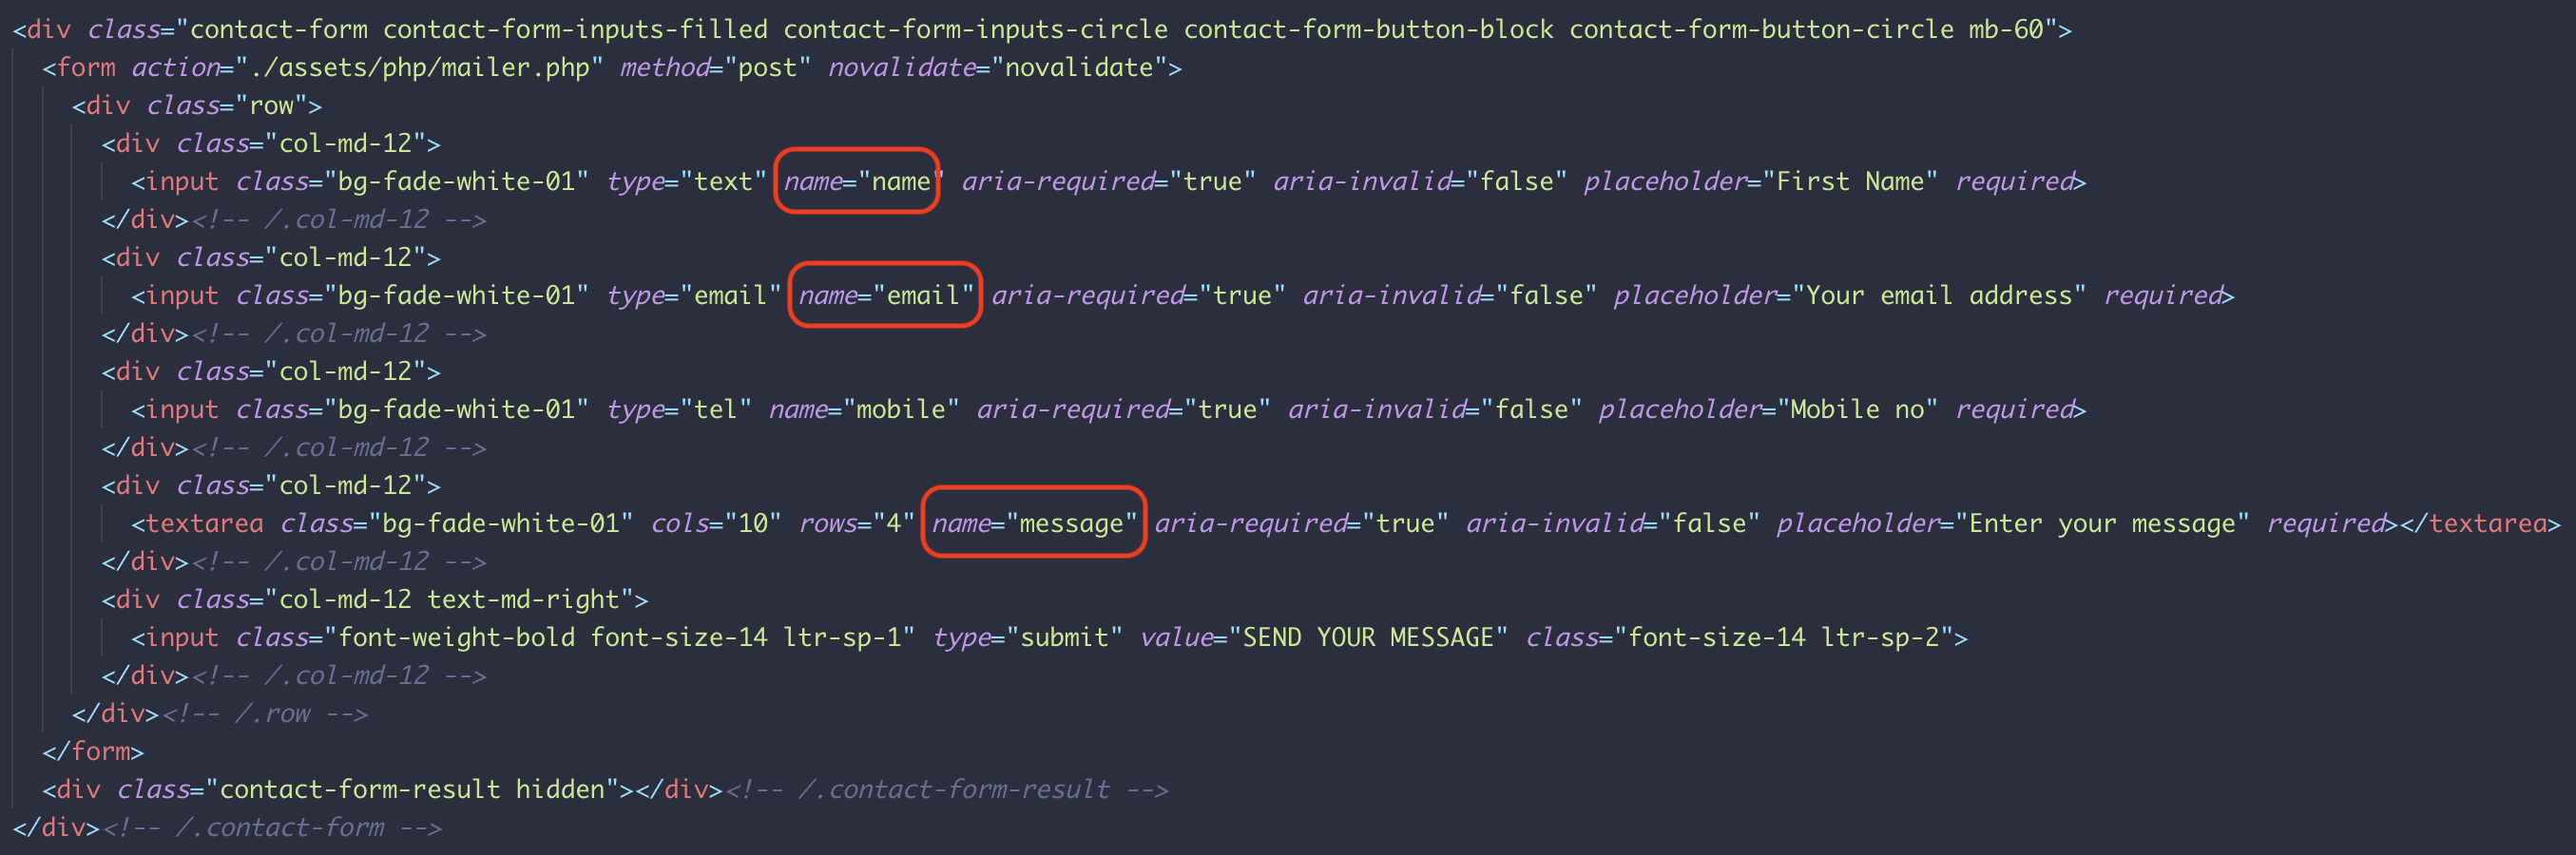 <div class="contact-form contact-form-inputs-filled contact-form-inputs-circle contact-form-button-block contact-form-button-circle mb-60">
<form action="./assets/php/mailer.php" method="post" novalidate="novalidate">
<div class="row">
<div class="col-md-12">
<input class="bg-fade-white-01" type="text" name="name" aria-required="true" aria-invalid="false" placeholder="First Name" required>
</div><!-- /.col-md-12 -->
<div class="col-md-12">
<input class="bg-fade-white-01" type="email" name="email" aria-required="true" aria-invalid="false" placeholder="Your email address" required>
</div><!-- /.col-md-12 -->
<div class="col-md-12">
<input class="bg-fade-white-01" type="tel" name="mobile" aria-required="true" aria-invalid="false" placeholder="Mobile no" required>
</div><!-- /.col-md-12 -->
<div class="col-md-12">
<textarea class="bg-fade-white-01" cols="10" rows="4" name="message" aria-required="true" aria-invalid="false" placeholder="Enter your message" required></textarea>
</div><!-- /.col-md-12 -->
<div class="col-md-12 text-md-right">
<input class="font-weight-bold font-size-14 ltr-sp-1" type="submit" value="SEND YOUR MESSAGE" class="font-size-14 ltr-sp-2">
</div><!-- /.col-md-12 -->
</div><!-- /.row -->
</form>
<div class="contact-form-result hidden"></div><!-- /.contact-form-result -->
</div><!-- /.contact-form -->